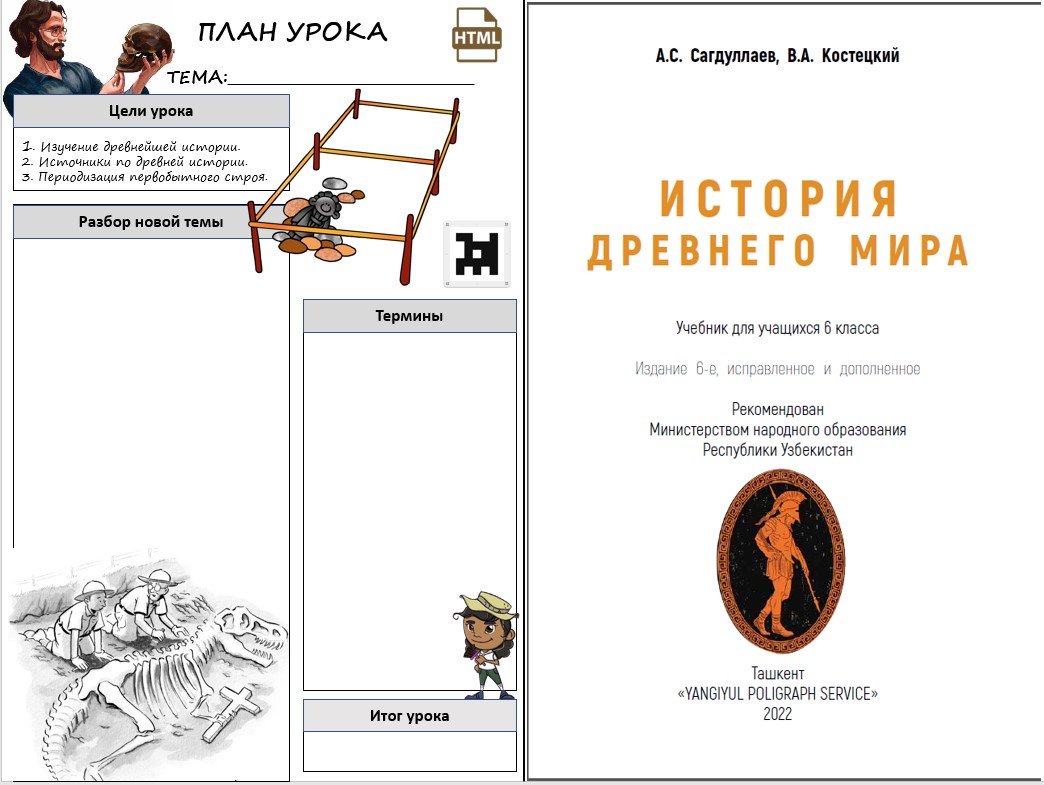 ПЛАН УРОКА
HTML
ТЕМА:
Цели урока
1. Изучение древнейшей истории.
2. Источники по древней истории.
3. Периодизация первобытного строя.
Разбор новой темы
Термины
Итог урока
А.С. Сагдуллаев, В.А. Костецкий
ИСТОРИЯ
ДРЕВНЕГО МИРА
Учебник для учащихся 6 класса
Издание 6-е, исправленное и дополненное
Рекомендован
Министерством народного образования
Республики Узбекистан
Ташкент
«YANGIYUL POLIGRAPH SERVICE»
2022